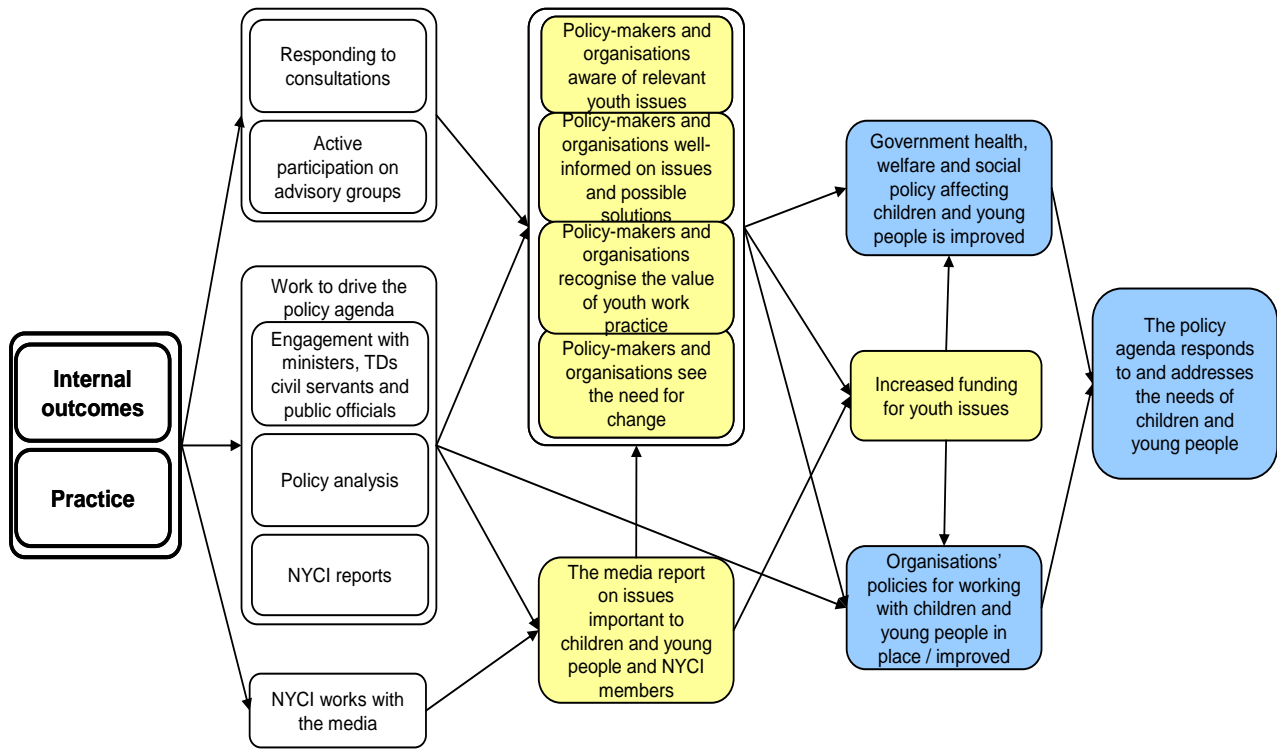 Internal
outcomes
Practice
Responding to
consultations
Active
participation on
advisory groups
Work to drive the
policy agenda
Engagement with
ministers, TDs
civil servants and
public officials
Policy analysis
NYCI reports
NYCI works with
the media
Policy-makers and
organisations
aware of relevant
youth issues
Policy-makers and
organisations well-
informed on issues
and possible
solutions
Policy-makers and
organisations
recognise the value
of youth work
practice
Policy-makers and
organisations see
the need for
change
The media report
on issues
important to
children and young
people and NYCI
members
Government health,
welfare and social
policy affecting
children and young
people is improved
Increased funding
for youth issues
Organisations’
policies for working
with children and
young people in
place / improved
The policy
agenda responds
to and addresses
the needs of
children and
young people